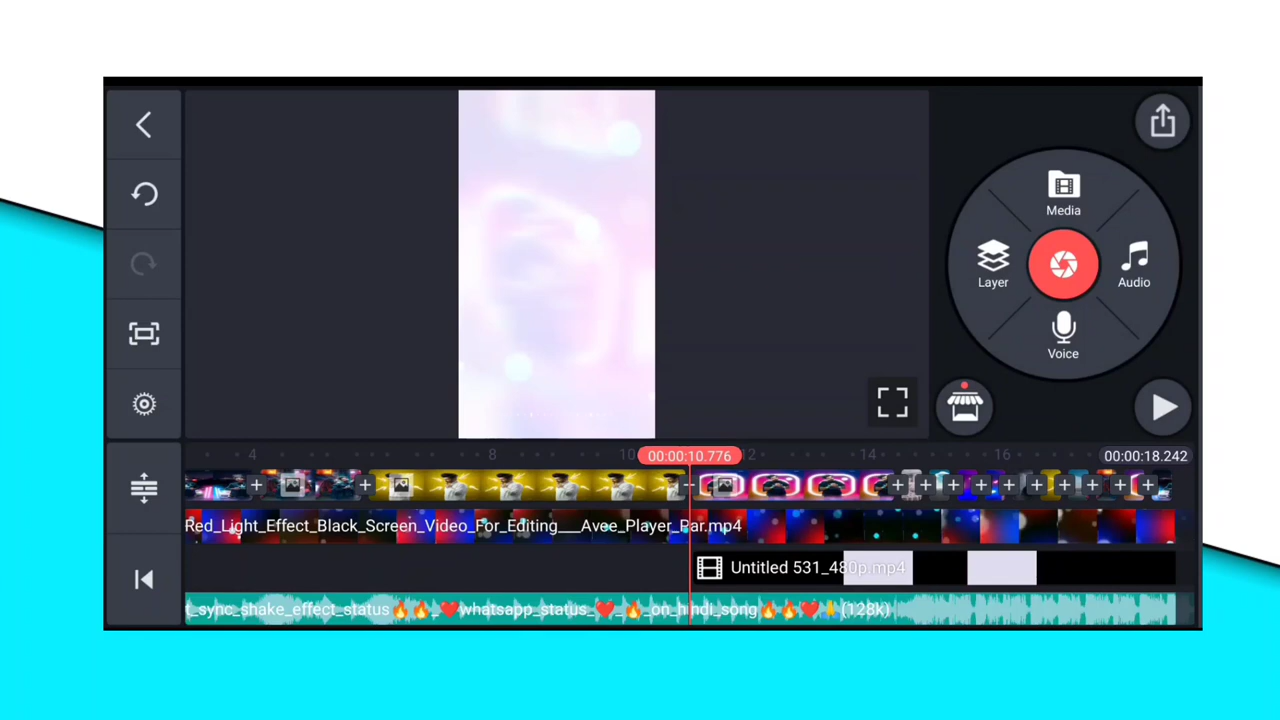 Media
Layer
Audio
Voice
4
8
10
00:00:10.776
12
14
16
00:00:18.242
Red_Light_Effect_Black_Screen_Video_For_Editing___Avee_Player_Par.mp4
Untitled 531_480p.mp4
t_sync_shake_effect_status🔥🔥_❤️whatsapp_status_❤️_🔥_on_hindi_song🔥🔥❤️🙏(128k)